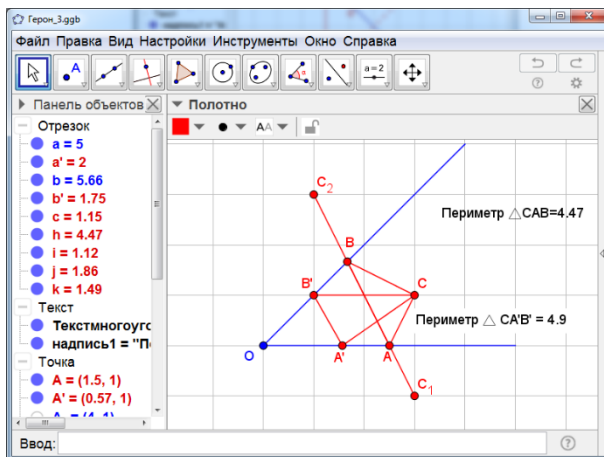 Герон_3.ggb
Файл Правка Вид Настройки Инструменты Окно Справка
A
α
a=2
Панель объектов
Полотно
AA
Отрезок
a = 5
a' = 2
b = 5.66
b' = 1.75
c = 1.15
h = 4.47
i = 1.12
j = 1.86
k = 1.49
Текст
Текстмногоуго
надпись1 = "По
Точка
A = (1.5, 1)
A' = (0.57, 1)
C2
Периметр △CAB=4.47
B
B'
C
Периметр △ CA'B' = 4.9
O
A'
A
C1
Ввод: